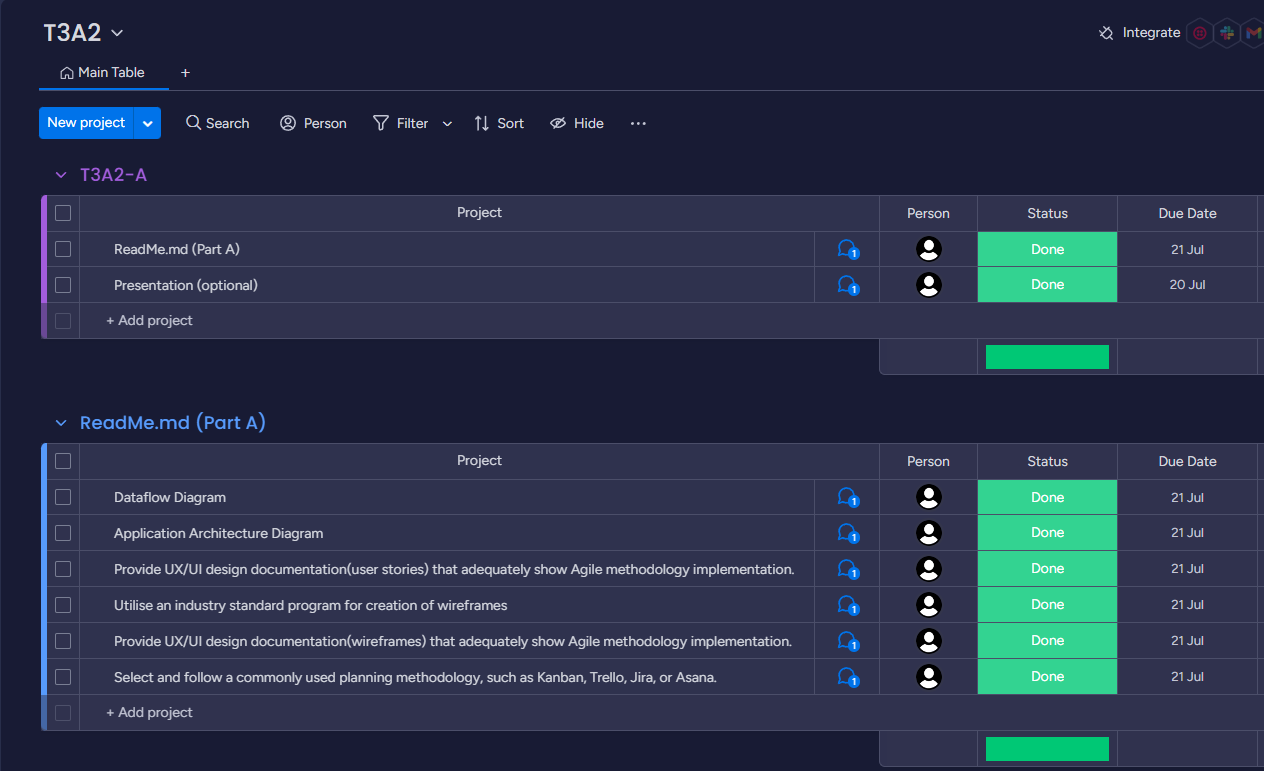 T3A2
Integrate
Main Table
+
New project
Search
Person
Filter
Sort
Hide
T3A2-A
Project Person Status Due Date
ReadMe.md (Part A) 1 Done 21 Jul
Presentation (optional) 1 Done 20 Jul
+ Add project
ReadMe.md (Part A)
Project Person Status Due Date
Dataflow Diagram 1 Done 21 Jul
Application Architecture Diagram 1 Done 21 Jul
Provide UX/UI design documentation(user stories) that adequately show Agile methodology implementation. 1 Done 21 Jul
Utilise an industry standard program for creation of wireframes 1 Done 21 Jul
Provide UX/UI design documentation(wireframes) that adequately show Agile methodology implementation. 1 Done 21 Jul
Select and follow a commonly used planning methodology, such as Kanban, Trello, Jira, or Asana. 1 Done 21 Jul
+ Add project